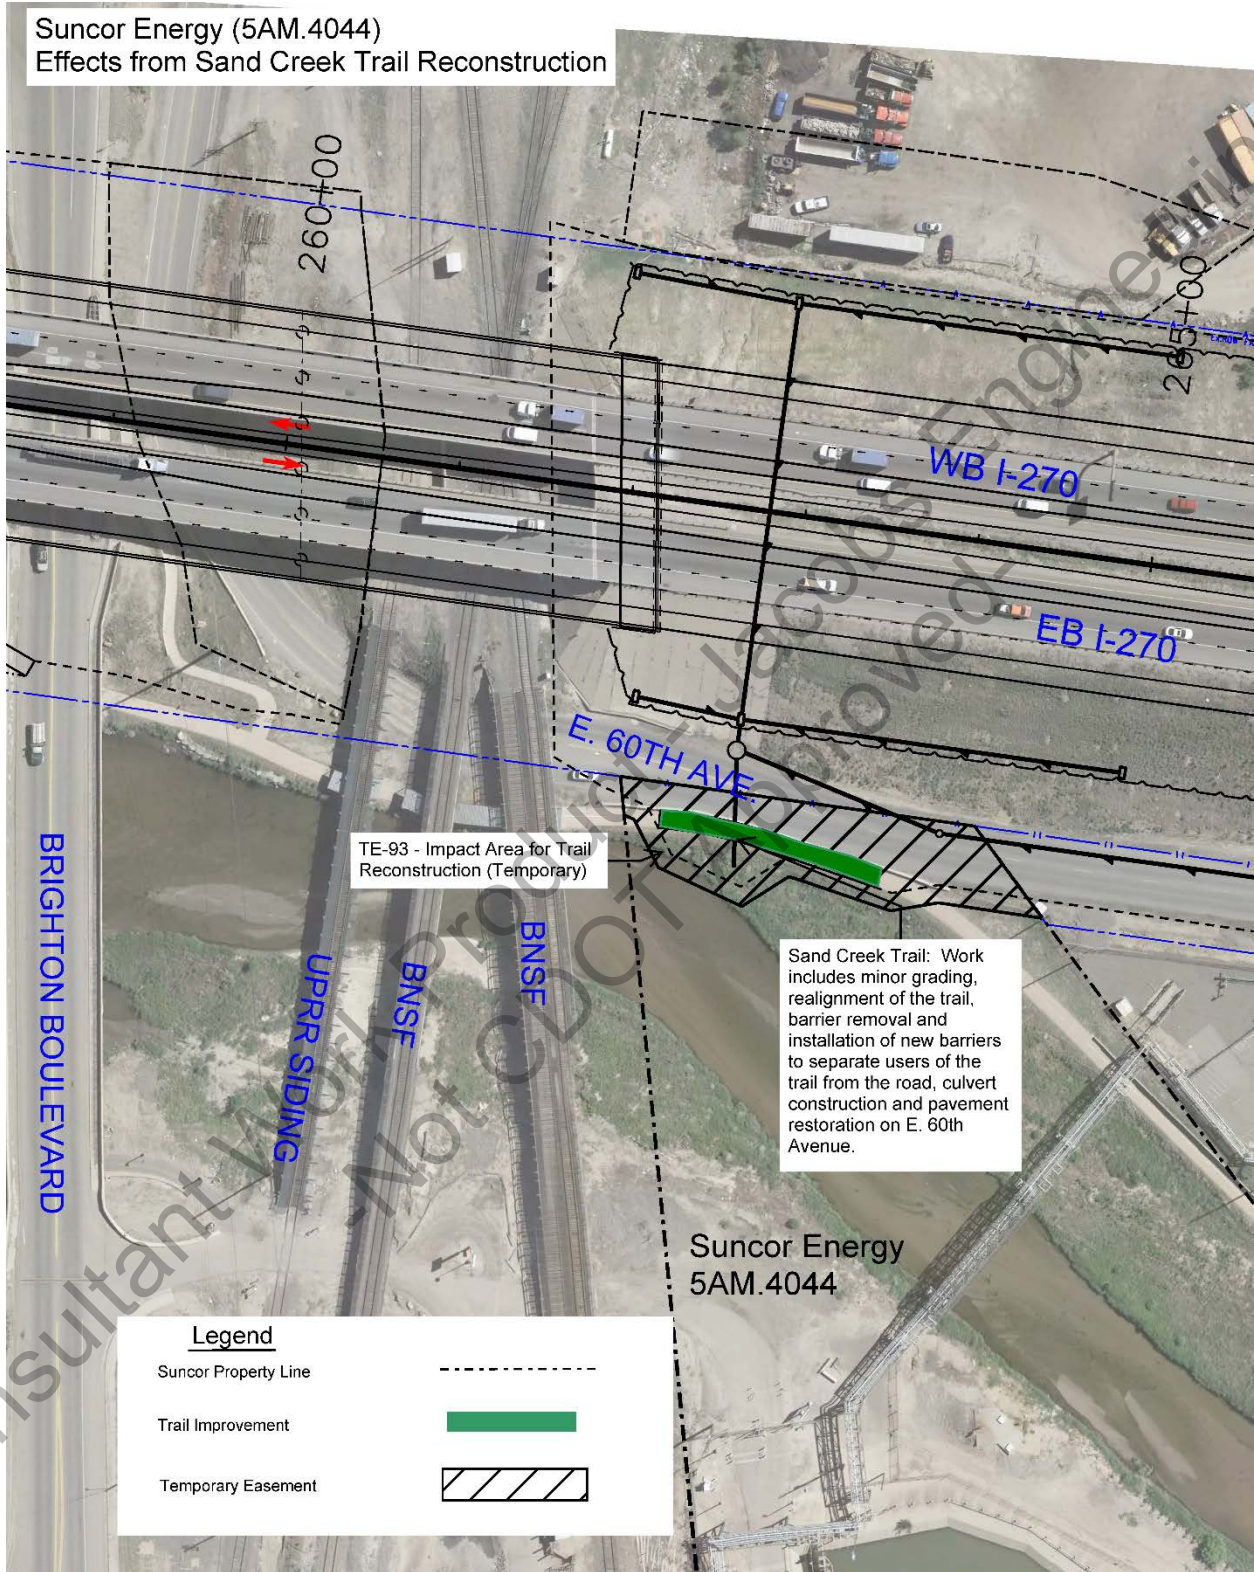 Suncor Energy (5AM.4044)
Effects from Sand Creek Trail Reconstruction
260+00
265+00
WB I-270
EB I-270
E. 60TH AVE.
TE-93 - Impact Area for Trail
Reconstruction (Temporary)
BRIGHTON BOULEVARD
UPRR SIDING
BNSF
BNSF
Sand Creek Trail: Work
includes minor grading,
realignment of the trail,
barrier removal and
installation of new barriers
to separate users of the
trail from the road, culvert
construction and pavement
restoration on E. 60th
Avenue.
Suncor Energy
5AM.4044
Legend
Suncor Property Line
Trail Improvement
Temporary Easement
nsultant Work Product - Jacobs Engineering
-Not CDOT Approved-